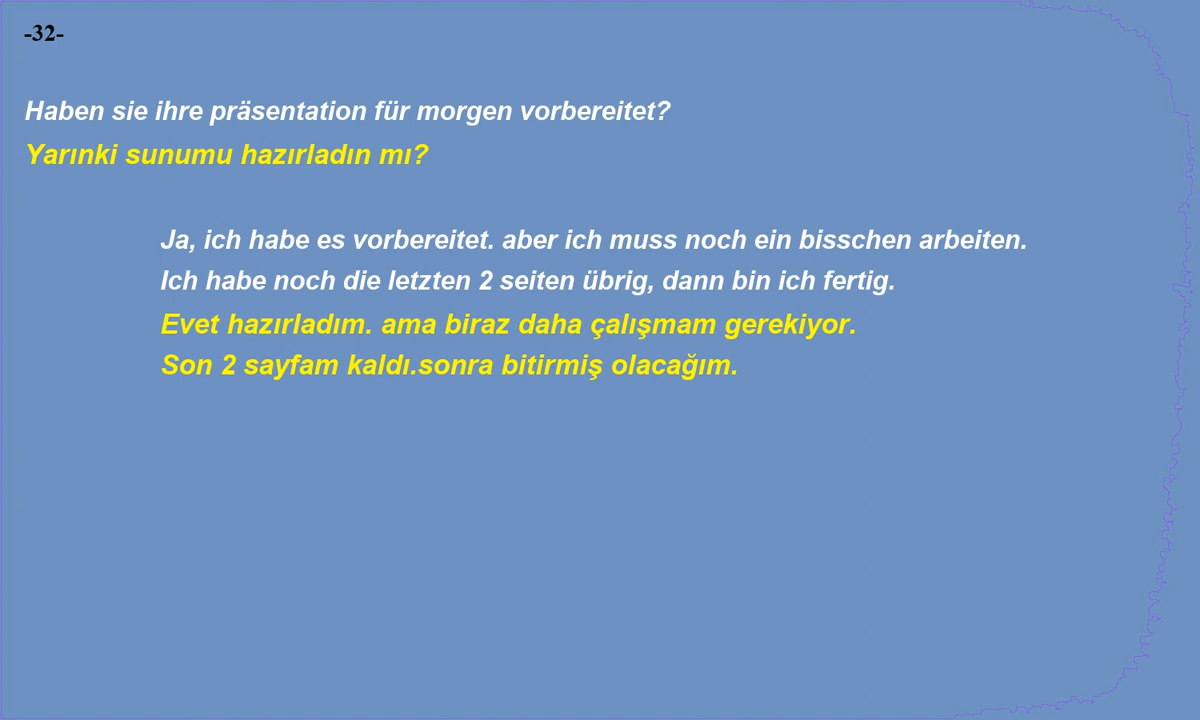 -32-
Haben sie ihre präsentation für morgen vorbereitet?
Yarınki sunumu hazırladın mı?
Ja, ich habe es vorbereitet. aber ich muss noch ein bisschen arbeiten.
Ich habe noch die letzten 2 seiten übrig, dann bin ich fertig.
Evet hazırladım. ama biraz daha çalışmam gerekiyor.
Son 2 sayfam kaldı.sonra bitirmiş olacağım.